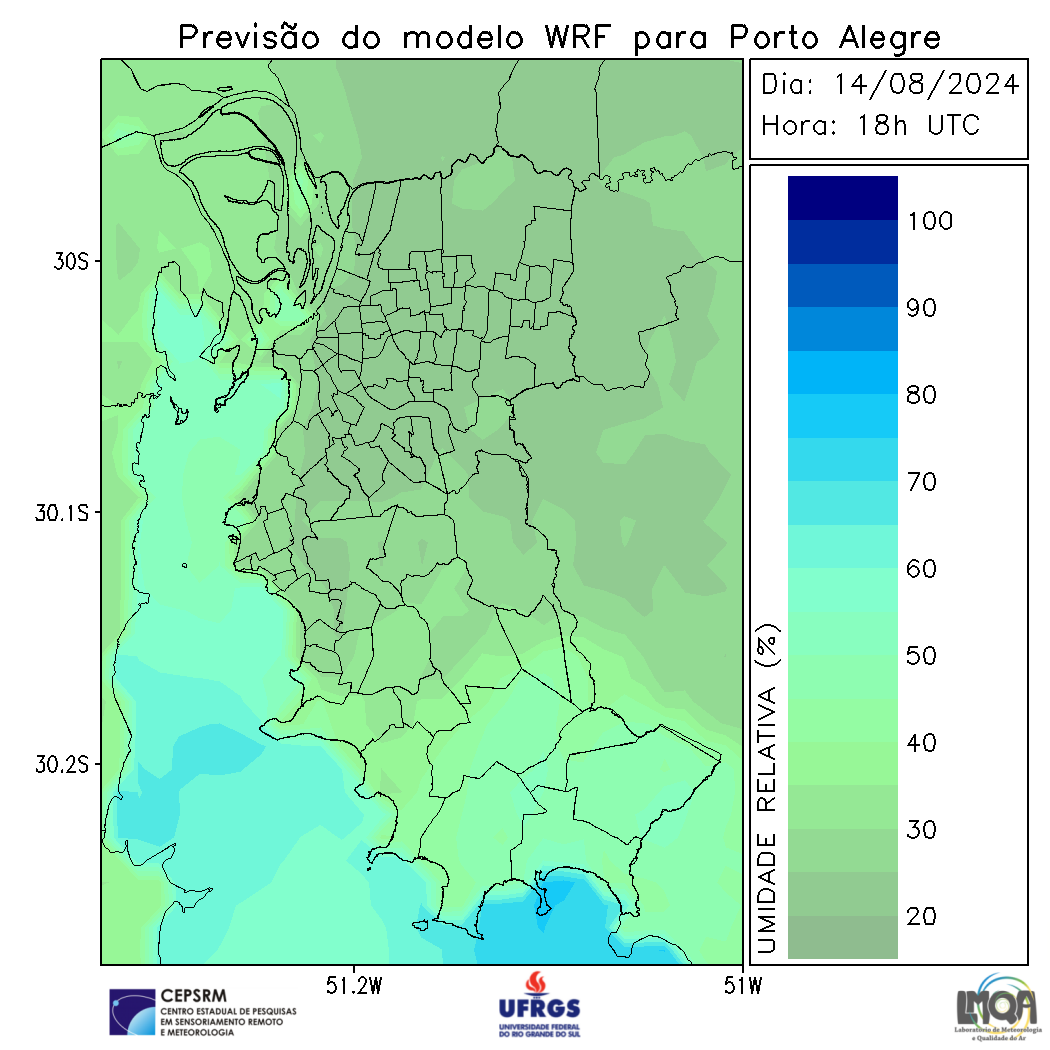 Previsão do modelo WRF para Porto Alegre
Dia: 14/08/2024
Hora: 18h UTC
30S
30.1S
30.2S
51.2W
51W
UMIDADE RELATIVA (%)
100
90
80
70
60
50
40
30
20
CEPSRM
CENTRO ESTADUAL DE PESQUISAS
EM SENSORIAMENTO REMOTO
E METEOROLOGIA
UFRGS
UNIVERSIDADE FEDERAL
DO RIO GRANDE DO SUL
LMQA
Laboratório de Meteorologia
e Qualidade do Ar